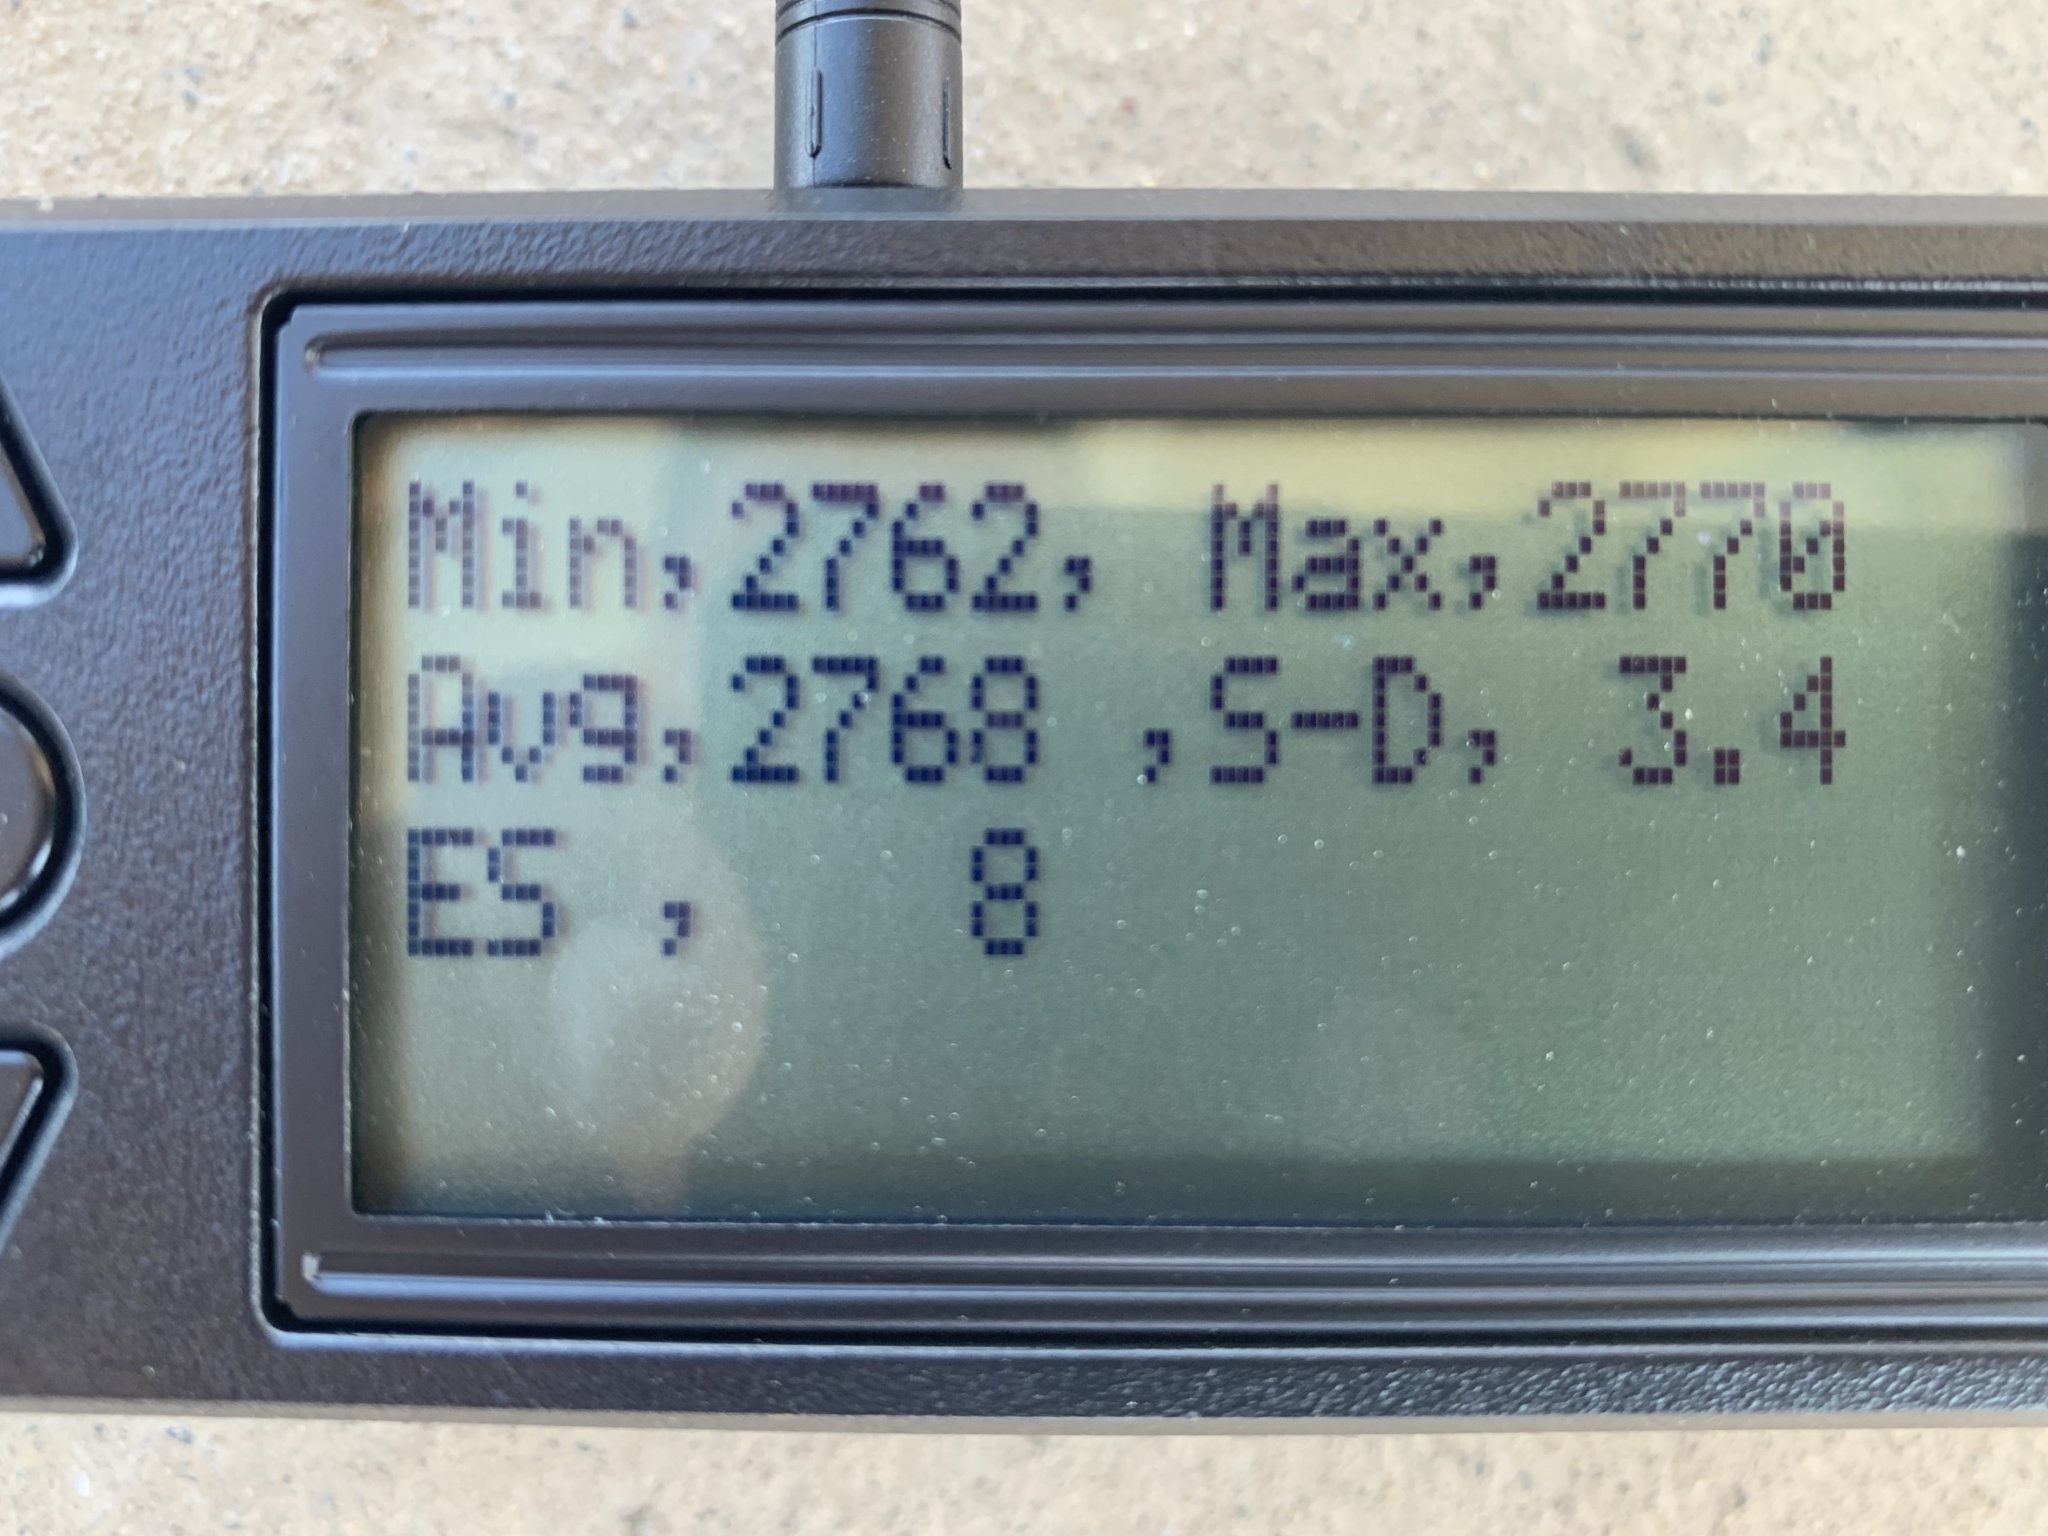 Min,2762, Max,2770
Avg,2768 ,S-D, 3.4
ES , 8